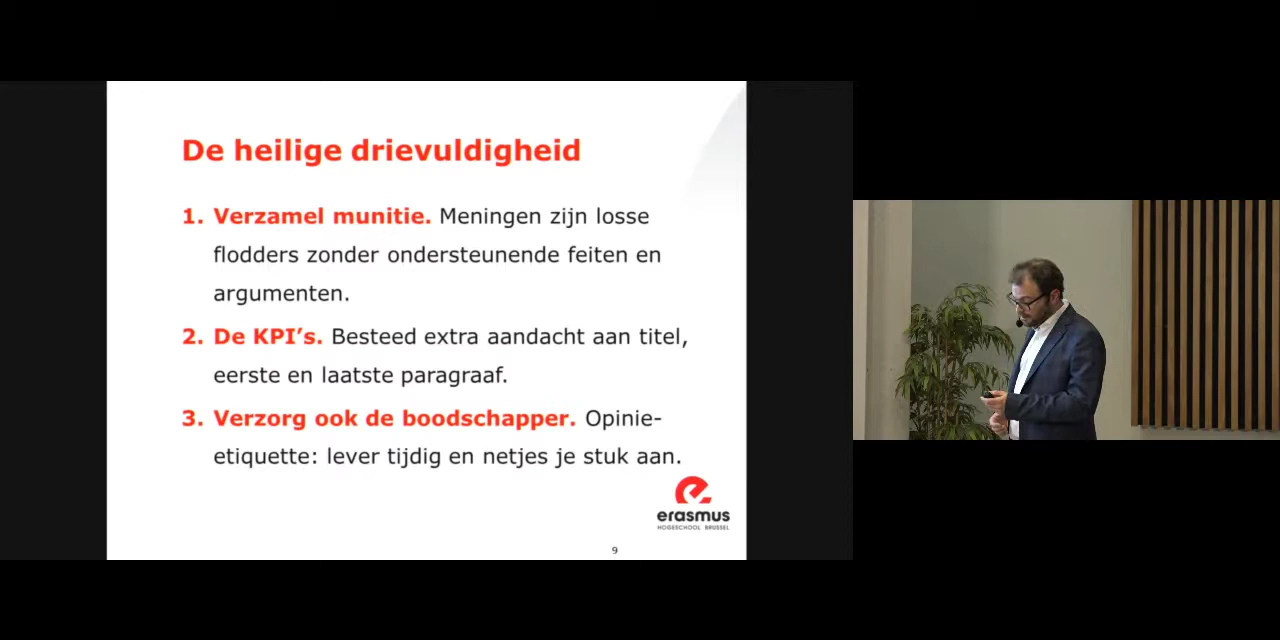 De heilige drievuldigheid
1. Verzamel munitie. Meningen zijn losse
flodders zonder ondersteunende feiten en
argumenten.
2. De KPI’s. Besteed extra aandacht aan titel,
eerste en laatste paragraaf.
3. Verzorg ook de boodschapper. Opinie-
etiquette: lever tijdig en netjes je stuk aan.
erasmus
HOGESCHOOL BRUSSEL
9